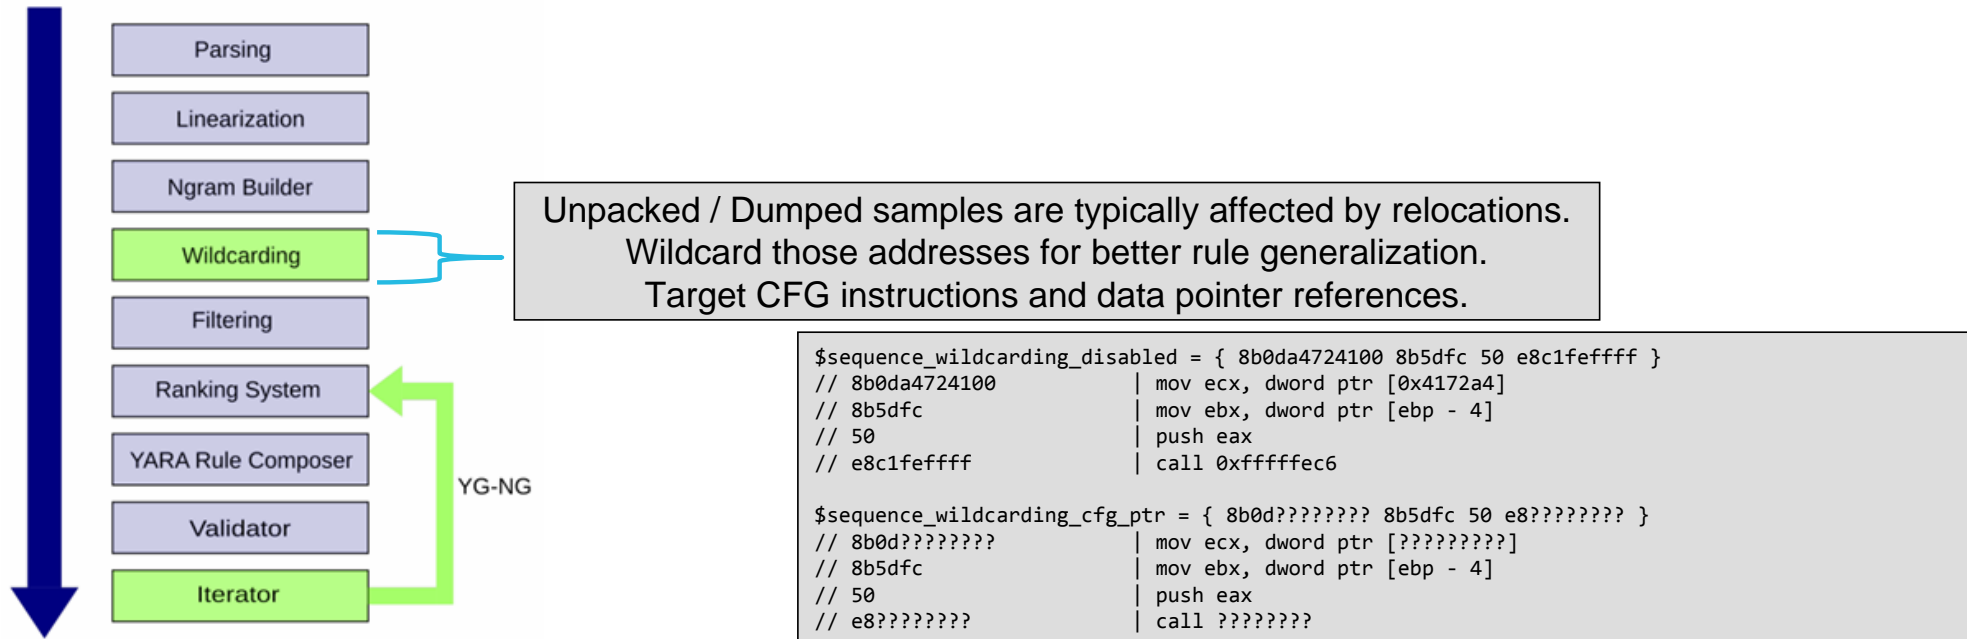 Parsing
Linearization
Ngram Builder
Wildcarding
Filtering
Ranking System
YARA Rule Composer
Validator
Iterator
YG-NG
Unpacked / Dumped samples are typically affected by relocations.
Wildcard those addresses for better rule generalization.
Target CFG instructions and data pointer references.
$sequence_wildcarding_disabled = { 8b0da4724100 8b5dfc 50 e8c1feffff }
// 8b0da4724100 | mov ecx, dword ptr [0x4172a4]
// 8b5dfc | mov ebx, dword ptr [ebp - 4]
// 50 | push eax
// e8c1feffff | call 0xfffffec6
$sequence_wildcarding_cfg_ptr = { 8b0d???????? 8b5dfc 50 e8???????? }
// 8b0d???????? | mov ecx, dword ptr [?????????]
// 8b5dfc | mov ebx, dword ptr [ebp - 4]
// 50 | push eax
// e8???????? | call ????????